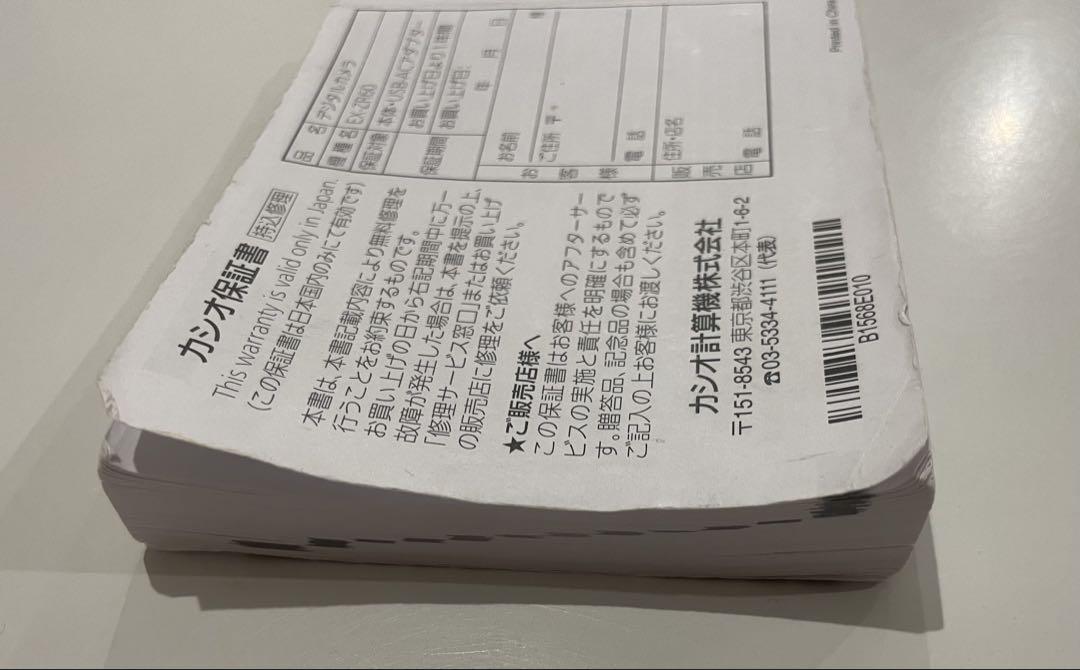 カシオ保証書 持込修理
This warranty is valid only in Japan.
(この保証書は日本国内のみにて有効です)
本書は、本書記載内容により無料修理を
行うことをお約束するものです。
お買い上げの日から右記期間中に万一
故障が発生した場合は、本書を提示の上、
「修理サービス窓口」またはお買い上げ
の販売店に修理をご依頼ください。
★ご販売店様へ
この保証書はお客様へのアフターサー
ビスの実施と責任を明確にするもので
す。贈答品、記念品の場合も含めて必ず
ご記入の上お客様にお渡しください。
カシオ計算機株式会社
〒151-8543 東京都渋谷区本町1-6-2
☎03-5334-4111 (代表)
B1568E010
品名 デジタルカメラ
機種名 EX-ZR60
保証対象 本体・USB-ACアダプター
保証期間 お買い上げ日より1年間
お買い上げ日: 年 月 日
お客様
お名前 様
ご住所 〒
電話
販売店
住所・店名
電話
Printed in China